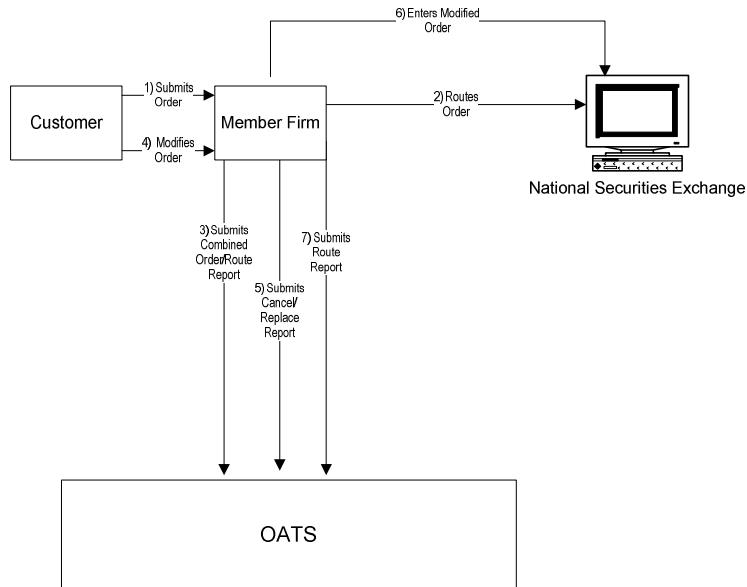 6) Enters Modified
Order
1) Submits
Order
2) Routes
Order
Customer
Member Firm
4) Modifies
Order
National Securities Exchange
3) Submits
Combined
Order/Route
Report
7) Submits
Route
Report
5) Submits
Cancel/
Replace
Report
OATS